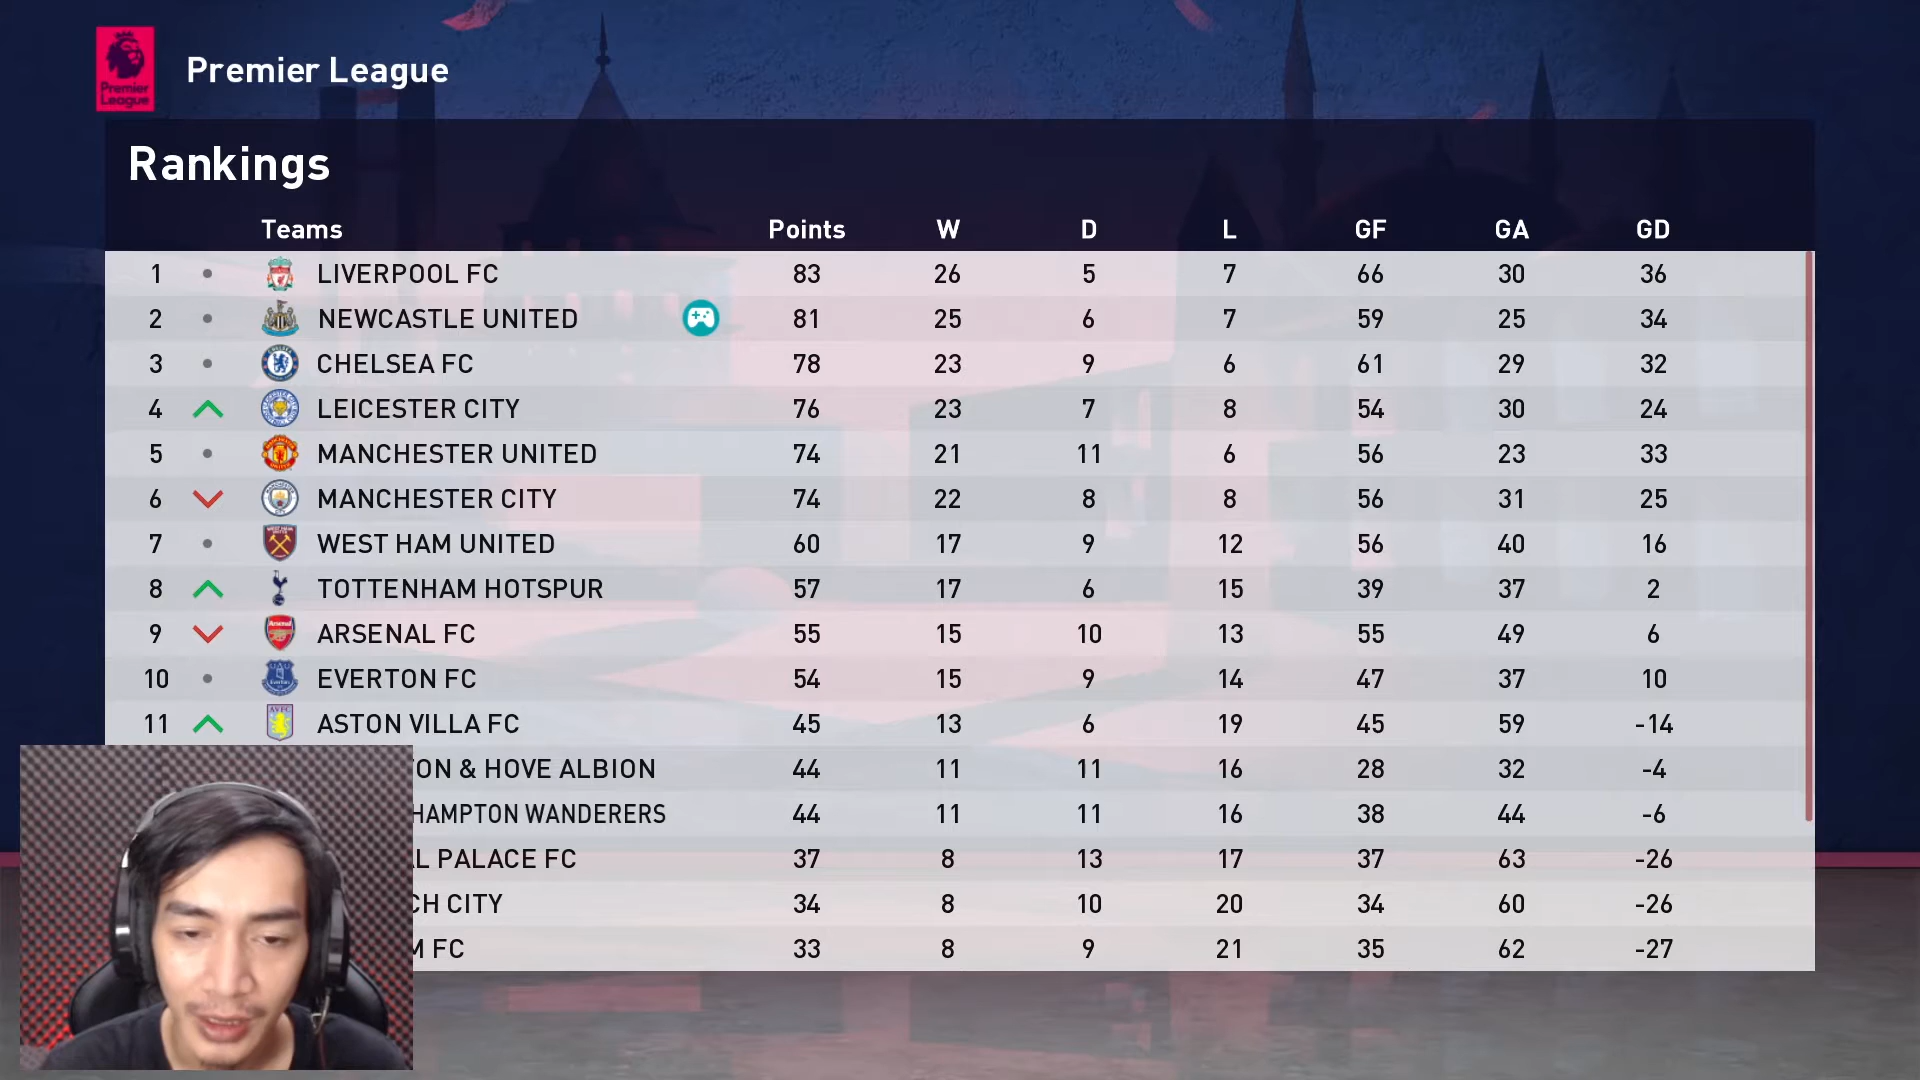 Premier League
Premier League
Rankings
Teams Points W D L GF GA GD
1 LIVERPOOL FC 83 26 5 7 66 30 36
2 NEWCASTLE UNITED 81 25 6 7 59 25 34
3 CHELSEA FC 78 23 9 6 61 29 32
4 LEICESTER CITY 76 23 7 8 54 30 24
5 MANCHESTER UNITED 74 21 11 6 56 23 33
6 MANCHESTER CITY 74 22 8 8 56 31 25
7 WEST HAM UNITED 60 17 9 12 56 40 16
8 TOTTENHAM HOTSPUR 57 17 6 15 39 37 2
9 ARSENAL FC 55 15 10 13 55 49 6
10 EVERTON FC 54 15 9 14 47 37 10
11 ASTON VILLA FC 45 13 6 19 45 59 -14
TON & HOVE ALBION 44 11 11 16 28 32 -4
HAMPTON WANDERERS 44 11 11 16 38 44 -6
AL PALACE FC 37 8 13 17 37 63 -26
CH CITY 34 8 10 20 34 60 -26
M FC 33 8 9 21 35 62 -27